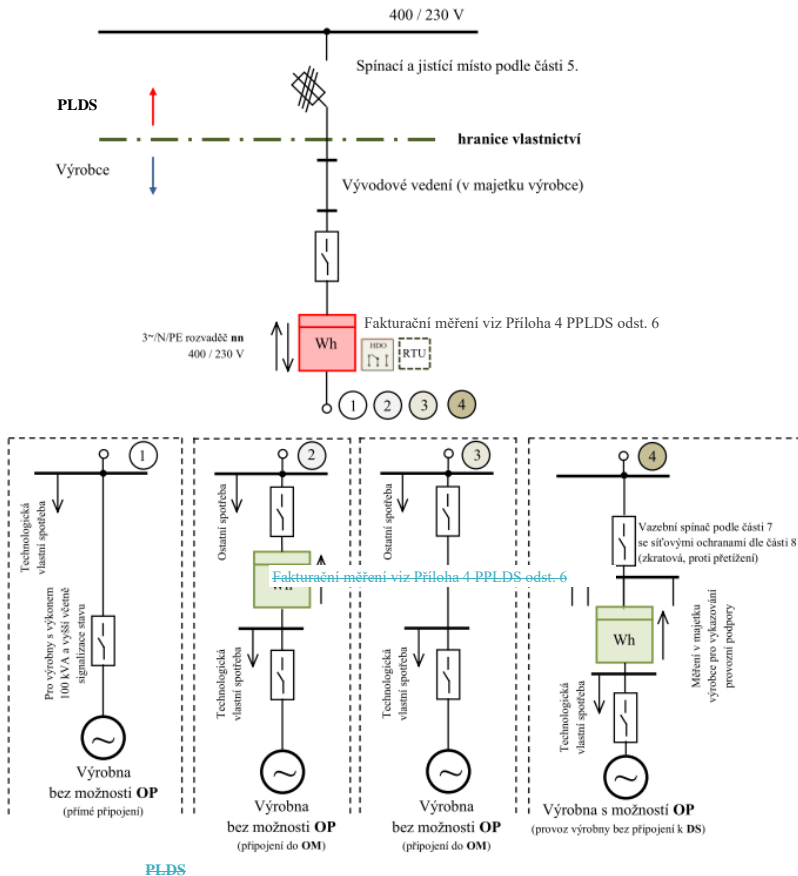 400 / 230 V
Spínací a jistící místo podle části 5.
PLDS
hranice vlastnictví
Výrobce
Vývodové vedení (v majetku výrobce)
Fakturační měření viz Příloha 4 PPLDS odst. 6
3~/N/PE rozvaděč nn
400 / 230 V
Wh
HDO
RTU
1
2
3
4
1
Technologická
vlastní spotřeba
Pro výrobny s výkonem
100 kVA a vyšší včetně
signalizace stavu
Výrobna
bez možnosti OP
(přímé připojení)
2
Ostatní spotřeba
Fakturační měření viz Příloha 4 PPLDS odst. 6
Technologická
vlastní spotřeba
Výrobna
bez možnosti OP
(připojení do OM)
3
Ostatní spotřeba
Technologická
vlastní spotřeba
Výrobna
bez možnosti OP
(připojení do OM)
4
Vazební spínač podle části 7
se síťovými ochranami dle části 8
(zkratová, proti přetížení)
Wh
Měření v majetku
výrobce pro vykazování
provozní podpory
Technologická
vlastní spotřeba
Výrobna s možností OP
(provoz výrobny bez připojení k DS)
PLDS